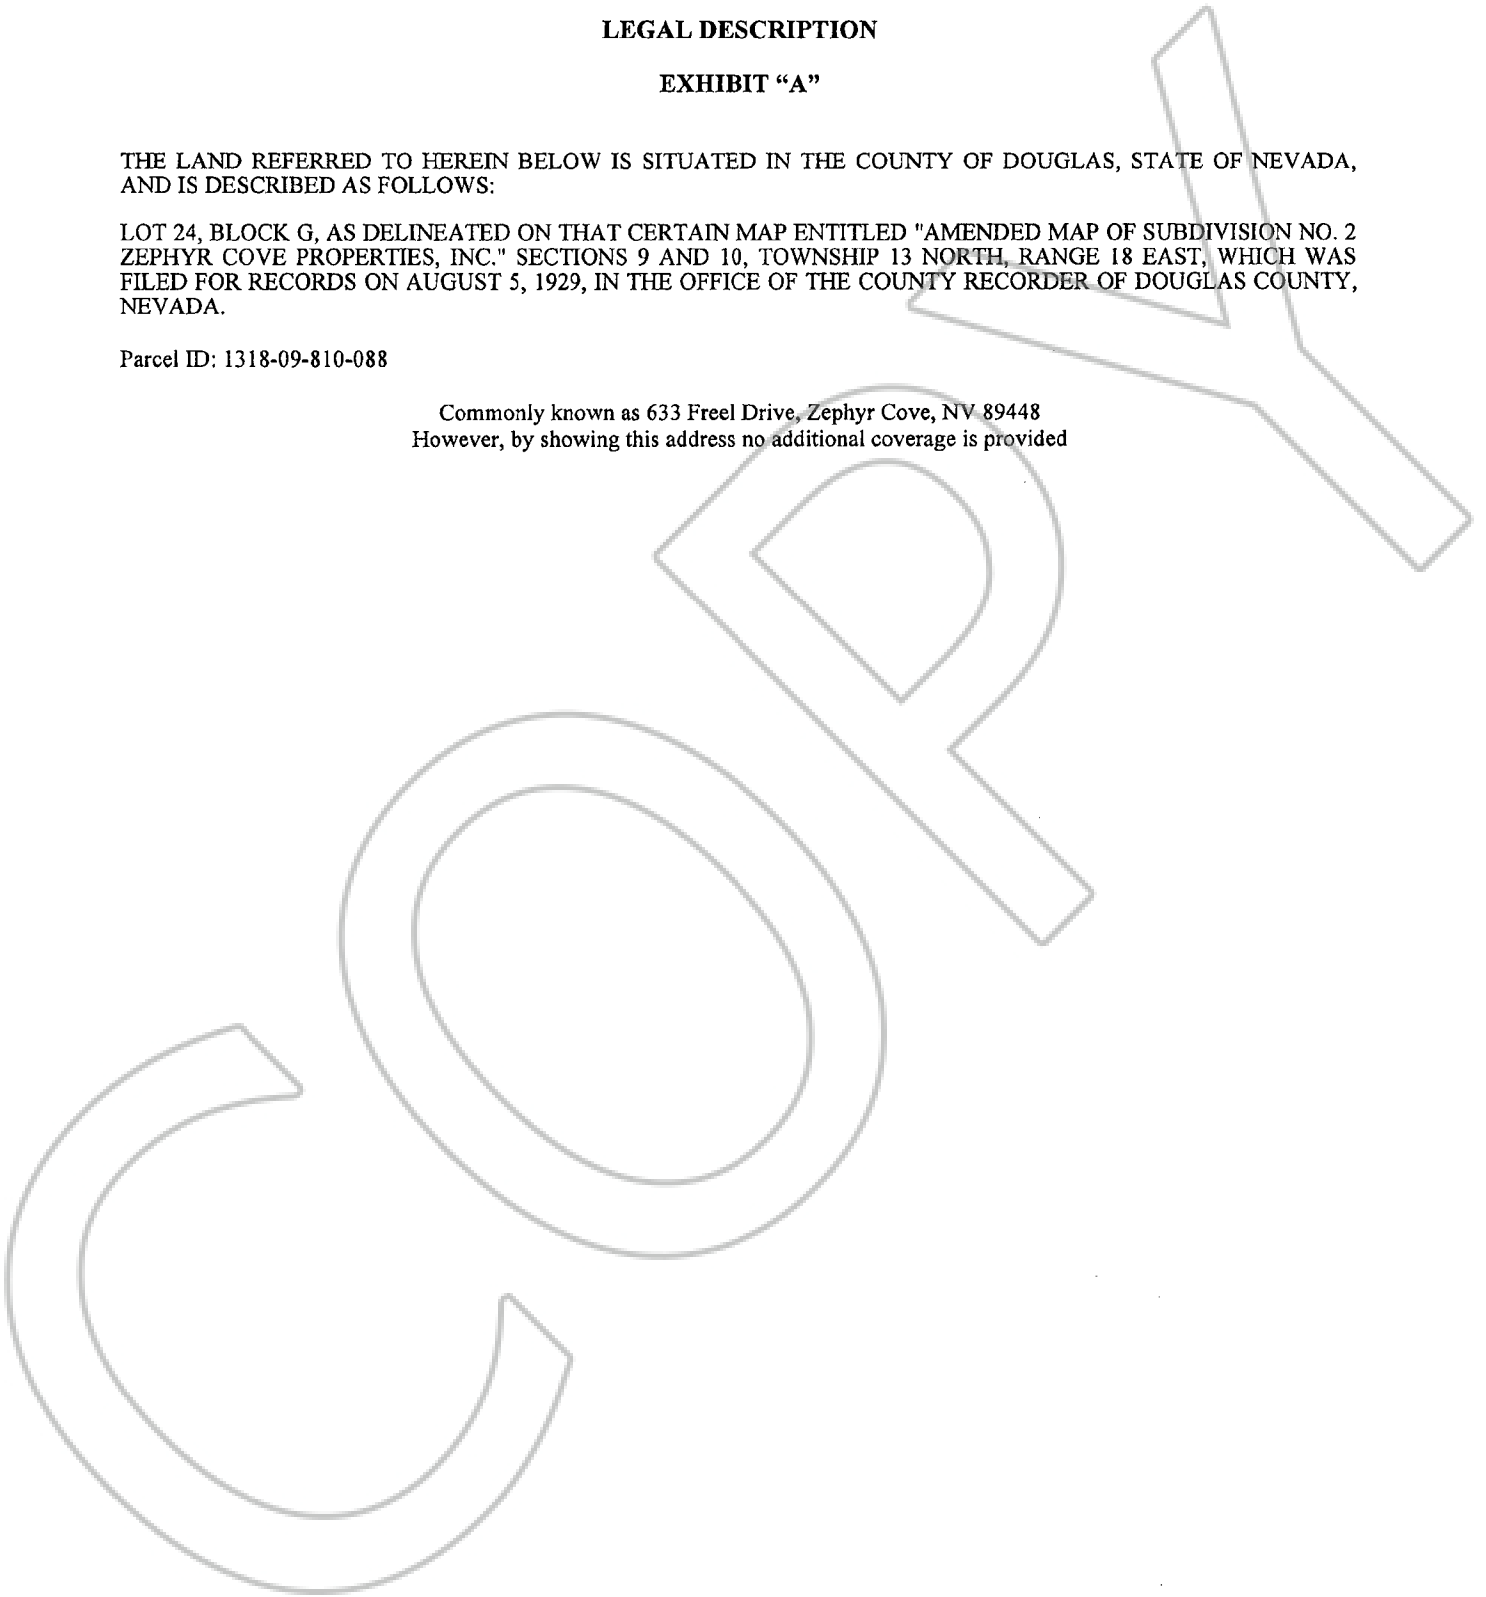 LEGAL DESCRIPTION
EXHIBIT “A”
THE LAND REFERRED TO HEREIN BELOW IS SITUATED IN THE COUNTY OF DOUGLAS, STATE OF NEVADA,
AND IS DESCRIBED AS FOLLOWS:
LOT 24, BLOCK G, AS DELINEATED ON THAT CERTAIN MAP ENTITLED "AMENDED MAP OF SUBDIVISION NO. 2
ZEPHYR COVE PROPERTIES, INC." SECTIONS 9 AND 10, TOWNSHIP 13 NORTH, RANGE 18 EAST, WHICH WAS
FILED FOR RECORDS ON AUGUST 5, 1929, IN THE OFFICE OF THE COUNTY RECORDER OF DOUGLAS COUNTY,
NEVADA.
Parcel ID: 1318-09-810-088
Commonly known as 633 Freel Drive, Zephyr Cove, NV 89448
However, by showing this address no additional coverage is provided
COPY